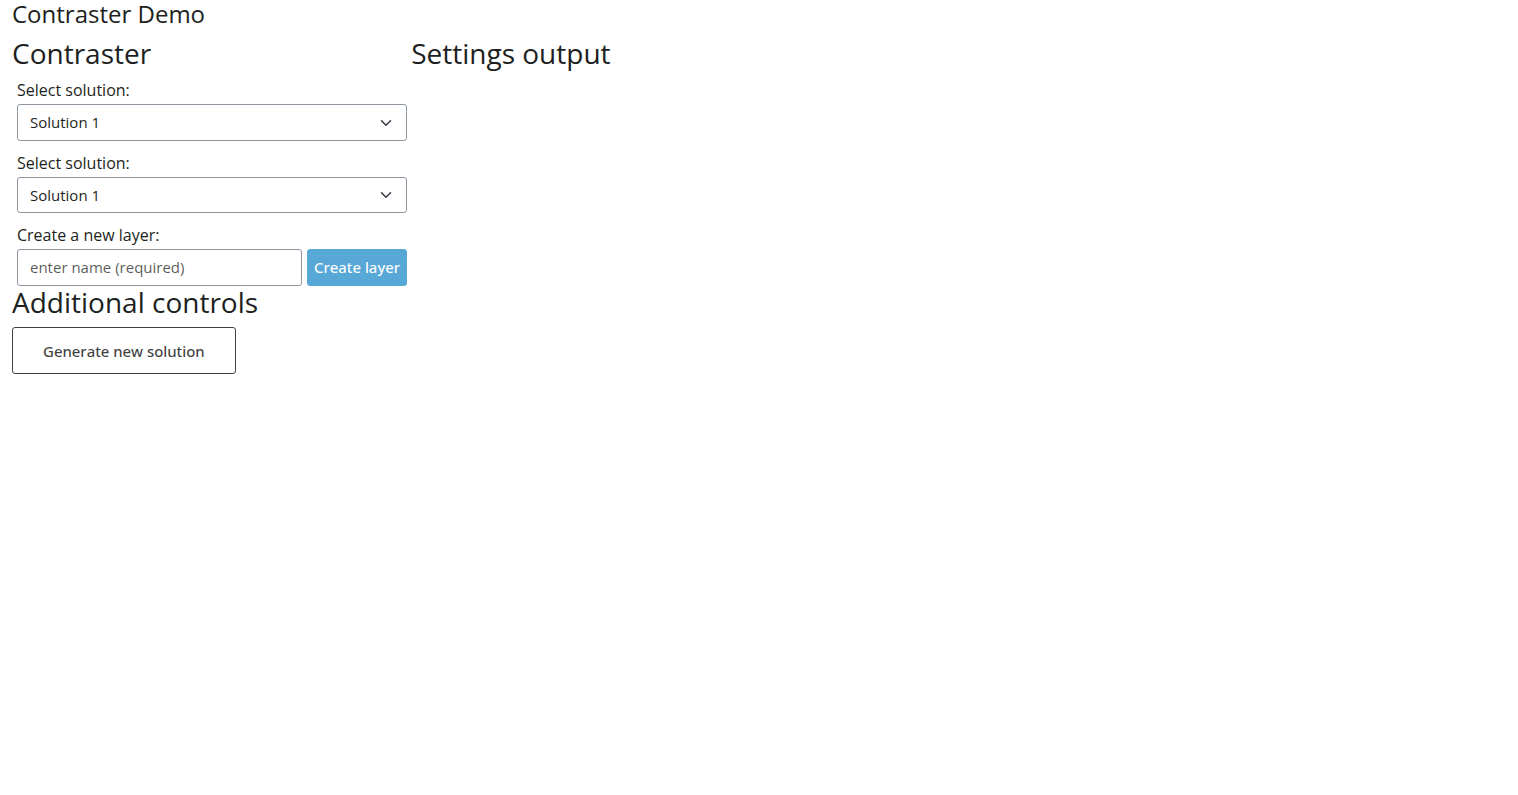 Contraster Demo
Contraster
Select solution:
Solution 1
Select solution:
Solution 1
Create a new layer:
enter name (required)
Create layer
Additional controls
Generate new solution
Settings output